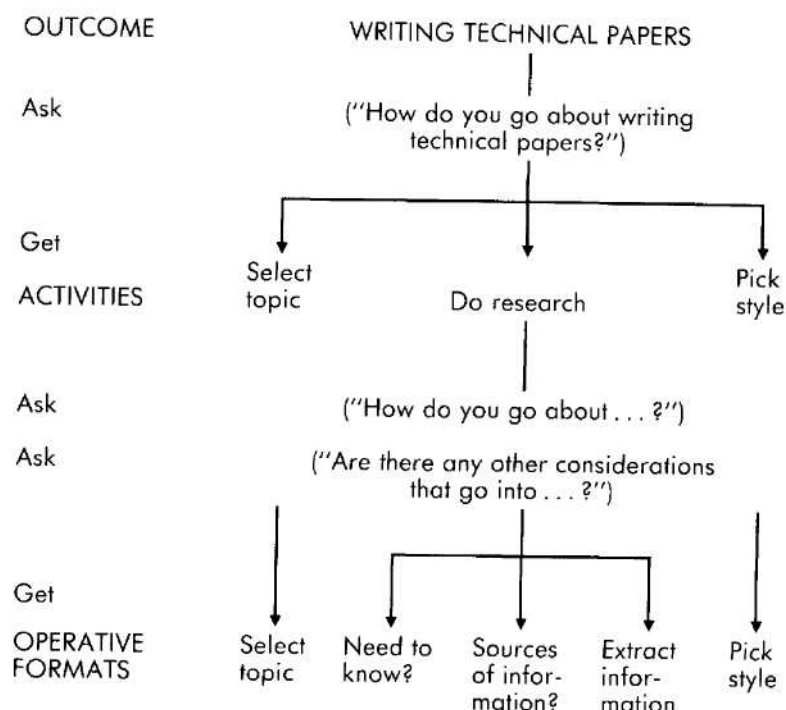 OUTCOME WRITING TECHNICAL PAPERS
Ask ("How do you go about writing
technical papers?")
Get
Select
topic
ACTIVITIES
Do research
Pick
style
Ask ("How do you go about . . . ?")
Ask ("Are there any other considerations
that go into . . . ?")
Get
OPERATIVE
FORMATS
Select
topic
Need to
know?
Sources
of infor-
mation?
Extract
infor-
mation
Pick
style